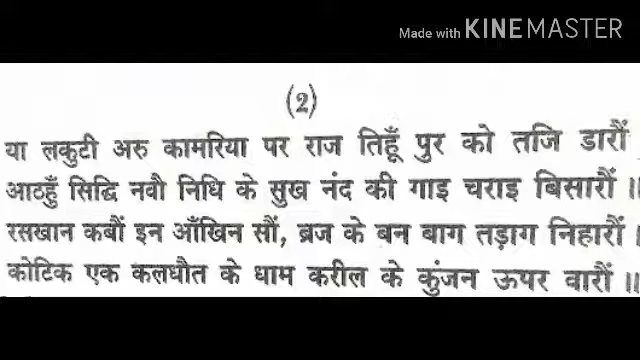 Made with KINEMASTER
(2)
या लकुटी अरु कामरिया पर राज तिहूँ पुर को तजि डारौं
आठहुँ सिद्धि नवौ निधि के सुख नंद की गाइ चराइ बिसारौं ॥
रसखान कबौं इन आँखिन सौं, ब्रज के बन बाग तड़ाग निहारौं ।
कोटिक एक कलधौत के धाम करील के कुंजन ऊपर वारौं ॥